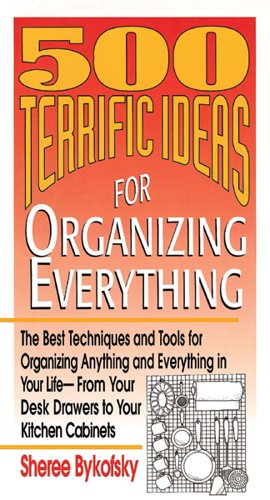 500
TERRIFIC IDEAS
FOR
ORGANIZING
EVERYTHING
The Best Techniques and Tools for
Organizing Anything and Everything in
Your Life—From Your
Desk Drawers to Your
Kitchen Cabinets
Sheree Bykofsky